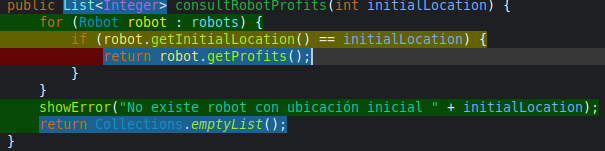 public List<Integer> consultRobotProfits(int initialLocation) {
for (Robot robot : robots) {
if (robot.getInitialLocation() == initialLocation) {
return robot.getProfits();
}
}
showError("No existe robot con ubicación inicial " + initialLocation);
return Collections.emptyList();
}